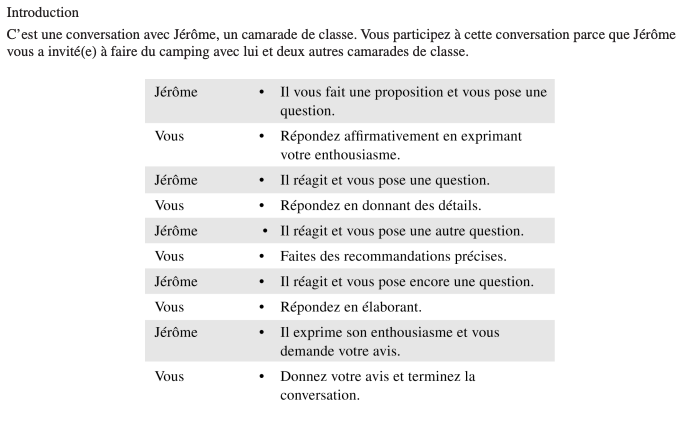 Introduction
C’est une conversation avec Jérôme, un camarade de classe. Vous participez à cette conversation parce que Jérôme
vous a invité(e) à faire du camping avec lui et deux autres camarades de classe.
Jérôme • Il vous fait une proposition et vous pose une
question.
Vous • Répondez affirmativement en exprimant
votre enthousiasme.
Jérôme • Il réagit et vous pose une question.
Vous • Répondez en donnant des détails.
Jérôme • Il réagit et vous pose une autre question.
Vous • Faites des recommandations précises.
Jérôme • Il réagit et vous pose encore une question.
Vous • Répondez en élaborant.
Jérôme • Il exprime son enthousiasme et vous
demande votre avis.
Vous • Donnez votre avis et terminez la
conversation.